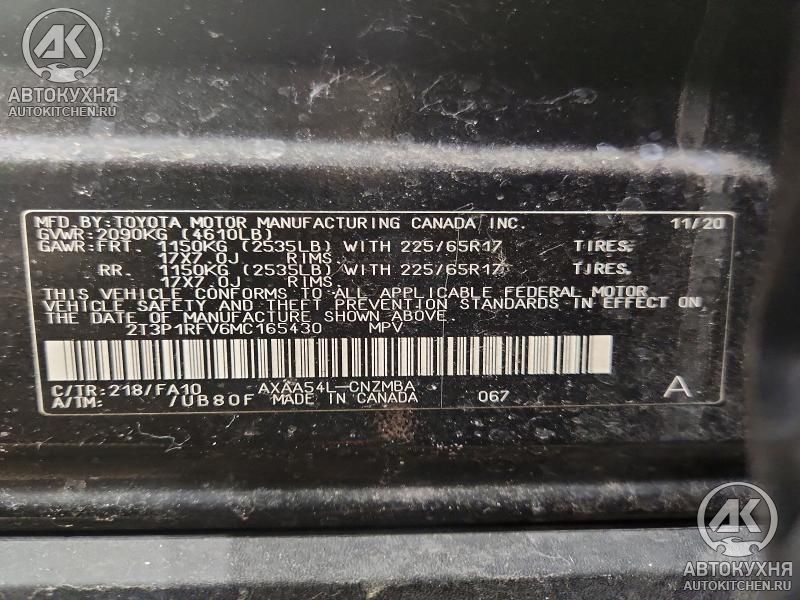 АК
АВТОКУХНЯ
AUTOKITCHEN.RU
MFD.BY:TOYOTA MOTOR MANUFACTURING CANADA INC. 11/20
GVWR:2090KG (4610LB)
GAWR:FRT. 1150KG (2535LB) WITH 225/65R17 TIRES,
17X7.0J RIMS
RR. 1150KG (2535LB) WITH 225/65R17 TIRES,
17X7.0J RIMS
THIS VEHICLE CONFORMS TO ALL APPLICABLE FEDERAL MOTOR
VEHICLE SAFETY AND THEFT PREVENTION STANDARDS IN EFFECT ON
THE DATE OF MANUFACTURE SHOWN ABOVE.
2T3P1RFV6MC165430 MPV
C/TR:218/FA10 AXAA54L-CNZMBA A
A/TM: /UB80F MADE IN CANADA 067
АК
АВТОКУХНЯ
AUTOKITCHEN.RU